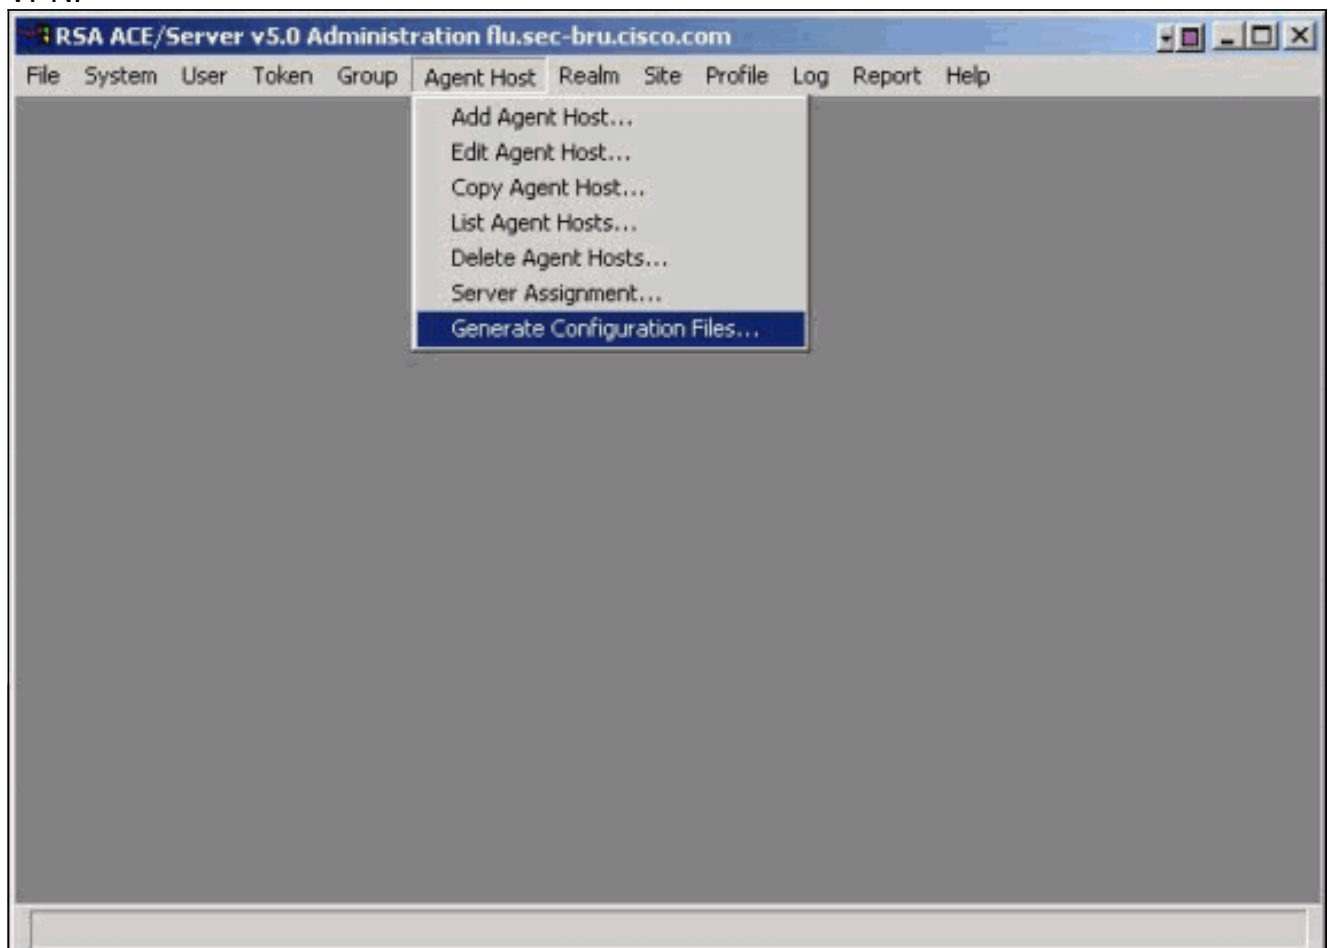 RSA ACE/Server v5.0 Administration flu.sec-bru.cisco.com
File System User Token Group Agent Host Realm Site Profile Log Report Help
Add Agent Host...
Edit Agent Host...
Copy Agent Host...
List Agent Hosts...
Delete Agent Hosts...
Server Assignment...
Generate Configuration Files...